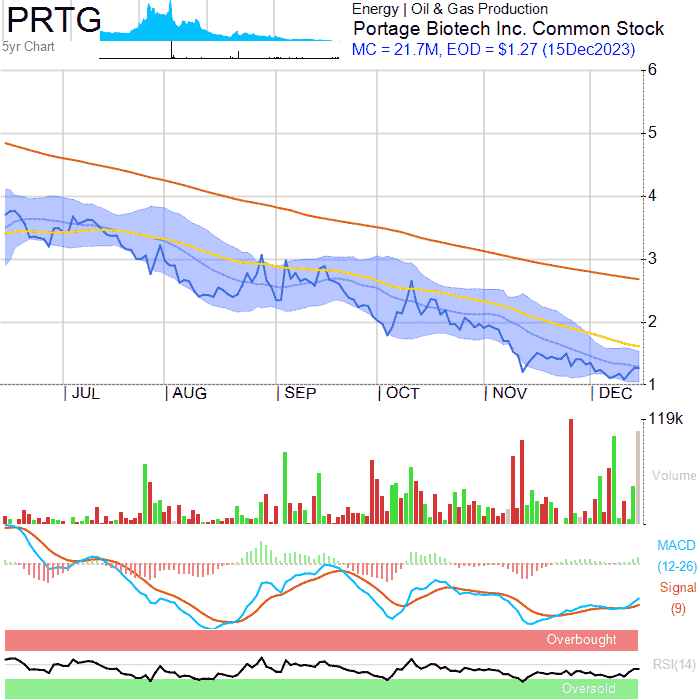 PRTG
5yr Chart
Energy | Oil & Gas Production
Portage Biotech Inc. Common Stock
MC = 21.7M, EOD = $1.27 (15Dec2023)
6
5
4
3
2
1
| JUL | AUG | SEP | OCT | NOV | DEC
119k
Volume
MACD
(12-26)
Signal
(9)
Overbought
RSI(14)
Oversold